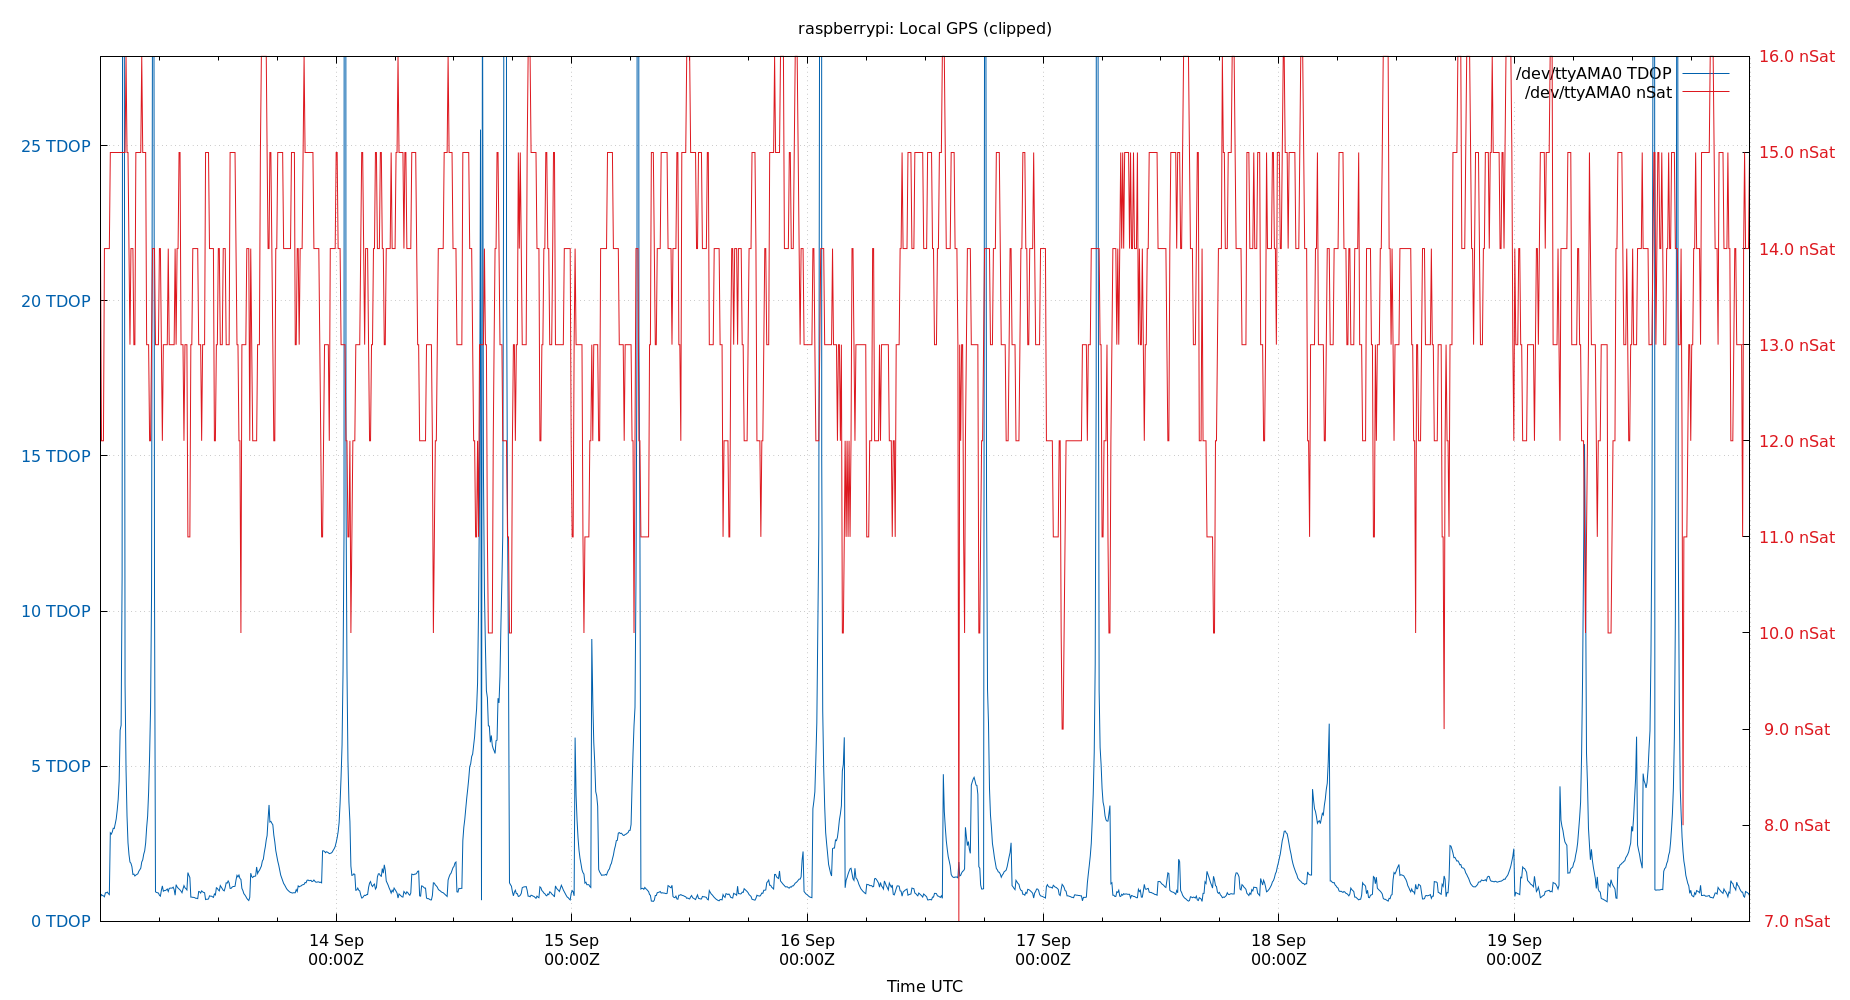 raspberrypi: Local GPS (clipped)
16.0 nSat
/dev/ttyAMA0 TDOP
/dev/ttyAMA0 nSat
25 TDOP
15.0 nSat
14.0 nSat
20 TDOP
13.0 nSat
12.0 nSat
15 TDOP
11.0 nSat
10 TDOP
10.0 nSat
9.0 nSat
5 TDOP
8.0 nSat
0 TDOP
7.0 nSat
14 Sep
00:00Z
15 Sep
00:00Z
16 Sep
00:00Z
17 Sep
00:00Z
18 Sep
00:00Z
19 Sep
00:00Z
Time UTC